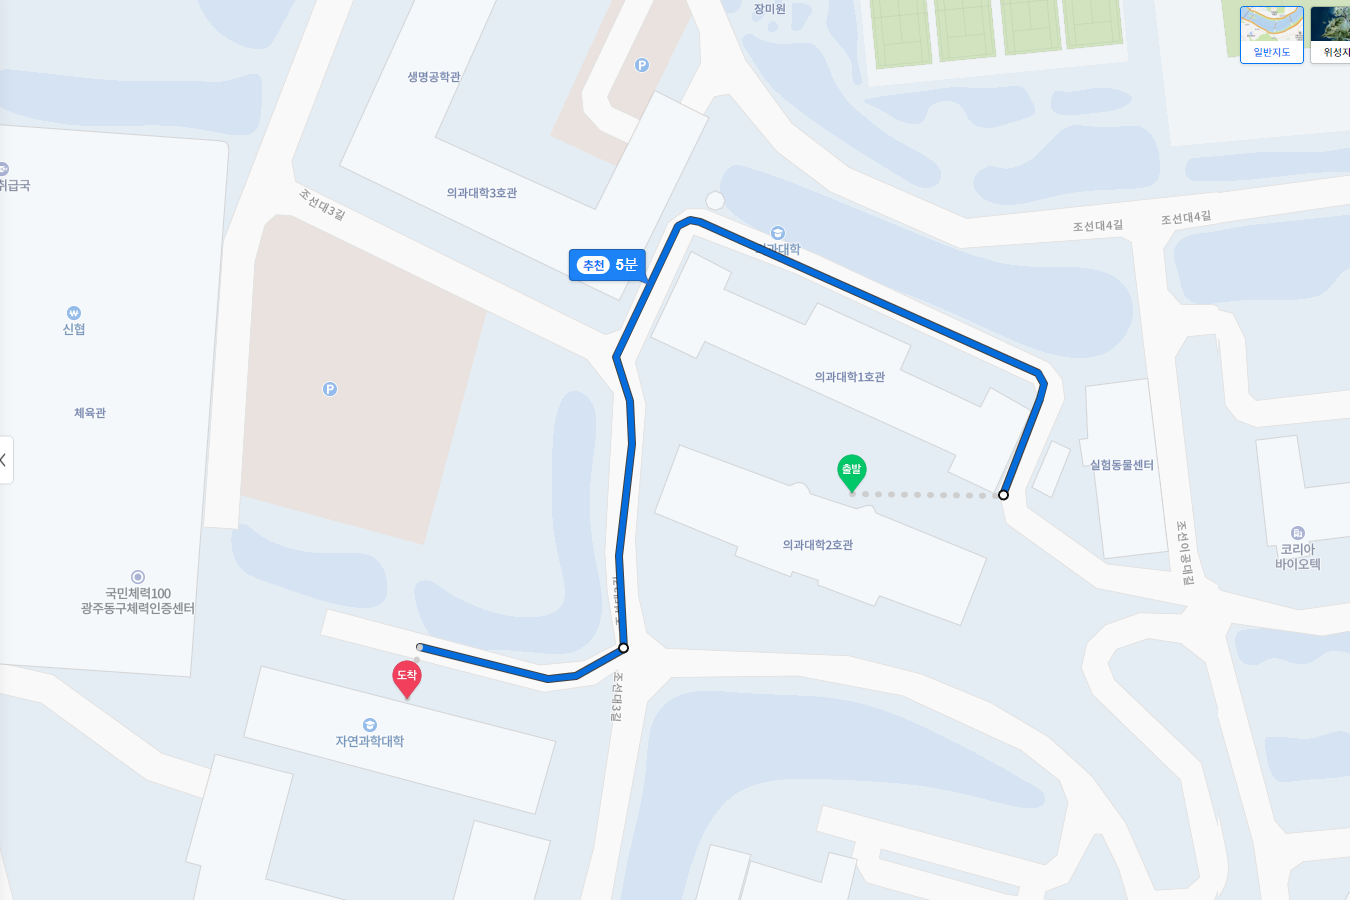 장미원
일반지도
위성지
생명공학관
P
취급국
의과대학3호관
조선대3길
조선대4길
조선대4길
추천 5분
신협
의과대학1호관
P
체육관
출발
실험동물센터
의과대학2호관
조선이공대길
코리아
바이오텍
국민체력100
광주동구체력인증센터
도착
조선대3길
자연과학대학